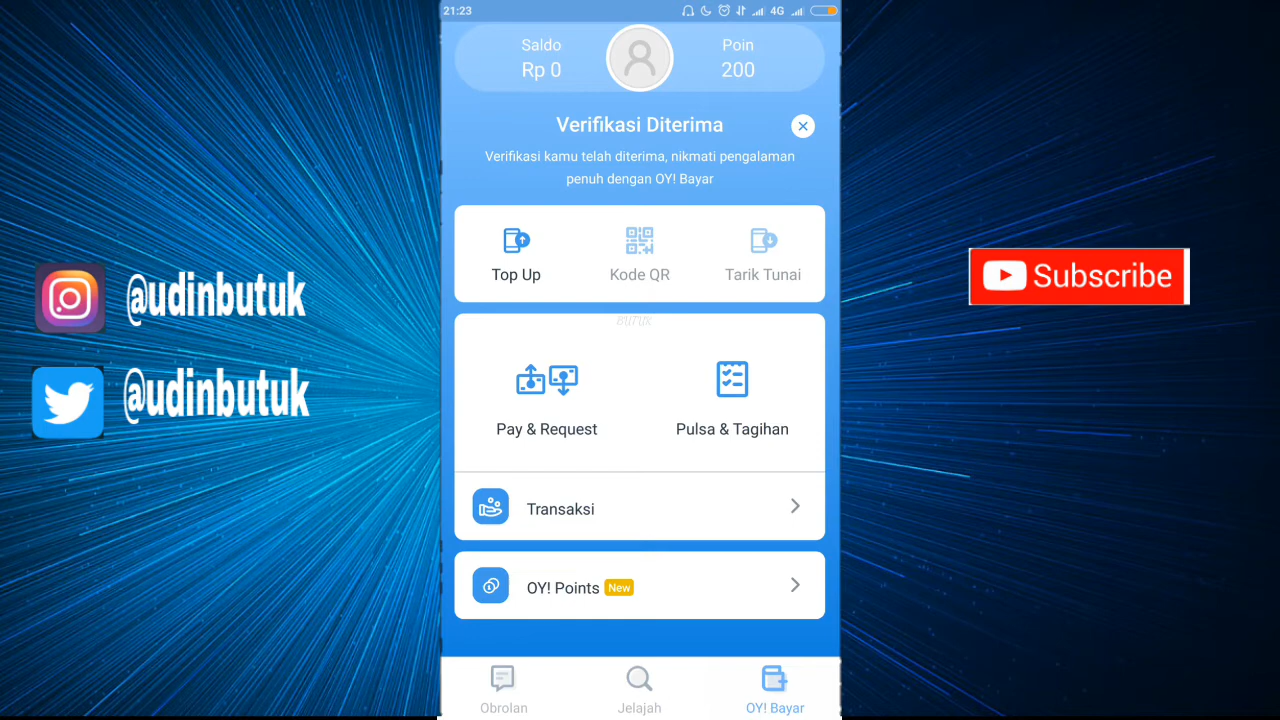 21:23
4G
Saldo
Poin
Rp 0
200
Verifikasi Diterima
Verifikasi kamu telah diterima, nikmati pengalaman
penuh dengan OY! Bayar
Top Up
Kode QR
Tarik Tunai
BUTUK
Pay & Request
Pulsa & Tagihan
Transaksi
OY! Points New
Obrolan
Jelajah
OY! Bayar
@udinbutuk
@udinbutuk
Subscribe